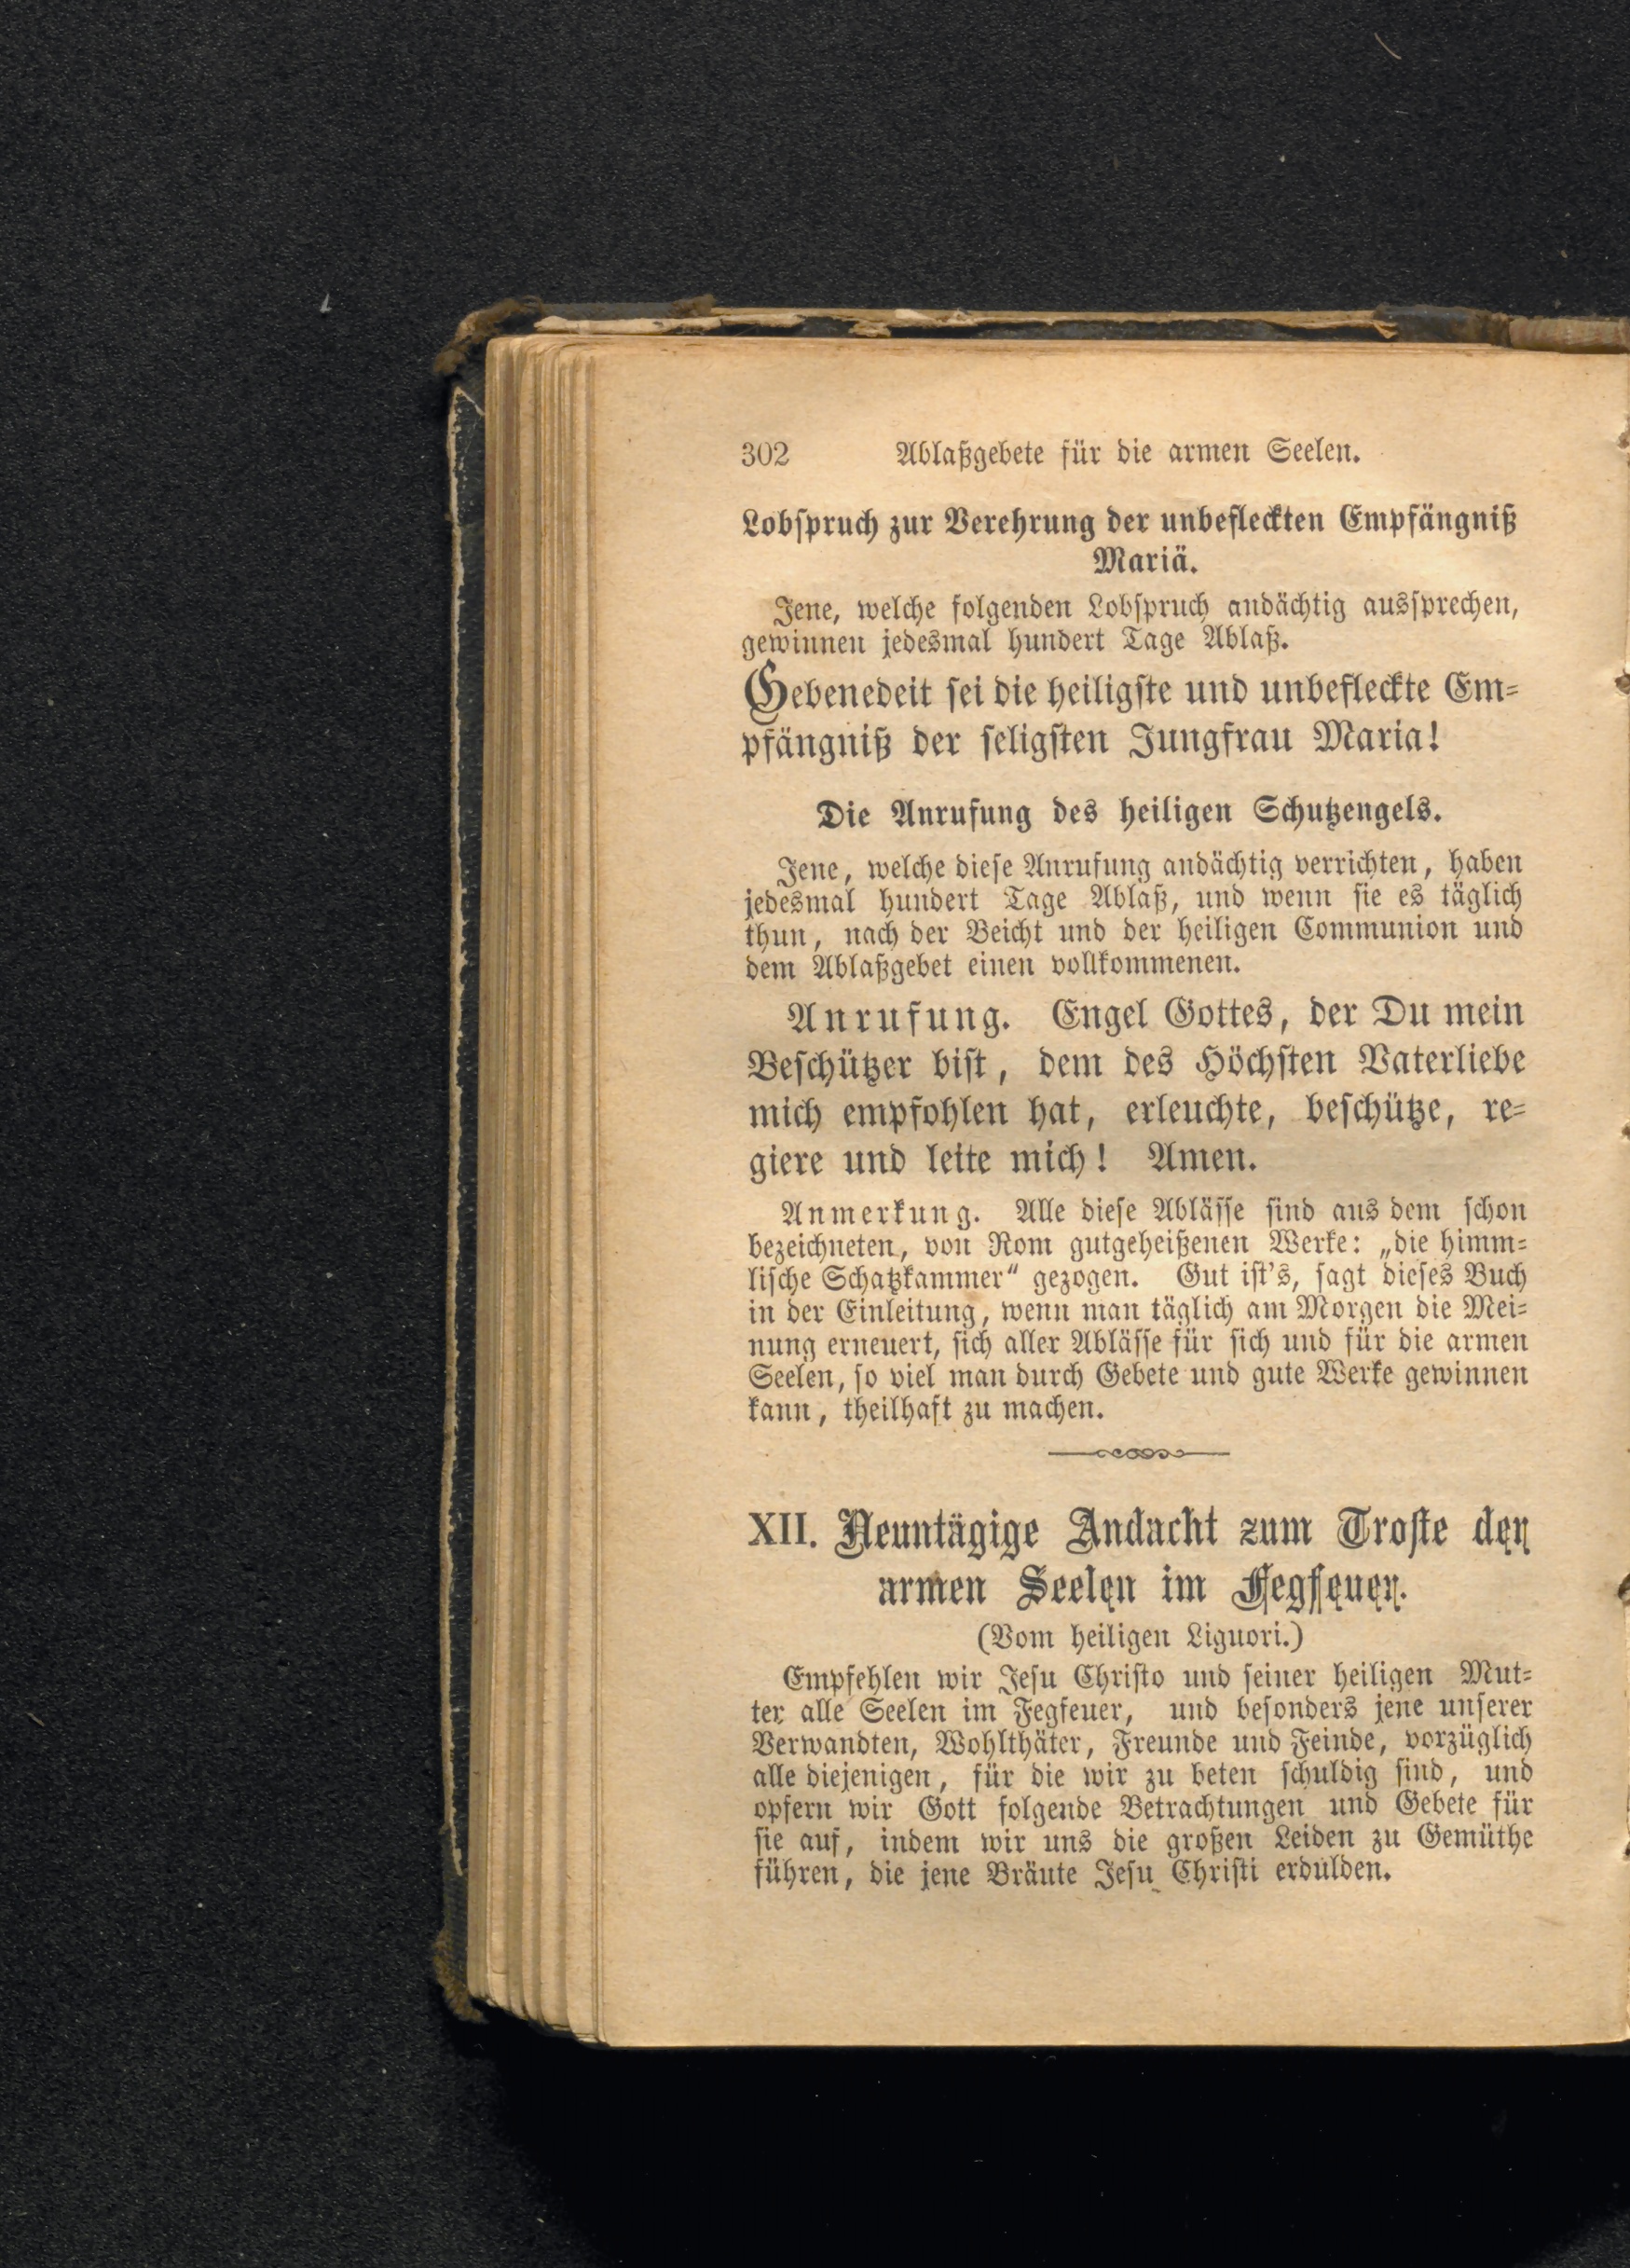 302 Ablaßgebete für die armen Seelen.
Lobspruch zur Verehrung der unbefleckten Empfängniß
Mariä.
Jene, welche folgenden Lobspruch andächtig aussprechen,
gewinnen jedesmal hundert Tage Ablaß.
Gebenedeit sei die heiligste und unbefleckte Em-
pfängniß der seligsten Jungfrau Maria!
Die Anrufung des heiligen Schutzengels.
Jene, welche diese Anrufung andächtig verrichten, haben
jedesmal hundert Tage Ablaß, und wenn sie es täglich
thun, nach der Beicht und der heiligen Communion und
dem Ablaßgebet einen vollkommenen.
Anrufung. Engel Gottes, der Du mein
Beschützer bist, dem des Höchsten Vaterliebe
mich empfohlen hat, erleuchte, beschütze, re-
giere und leite mich! Amen.
Anmerkung. Alle diese Ablässe sind aus dem schon
bezeichneten, von Rom gutgeheißenen Werke: „die himm-
lische Schatzkammer“ gezogen. Gut ist's, sagt dieses Buch
in der Einleitung, wenn man täglich am Morgen die Mei-
nung erneuert, sich aller Ablässe für sich und für die armen
Seelen, so viel man durch Gebete und gute Werke gewinnen
kann, theilhaft zu machen.
XII. Neuntägige Andacht zum Troste der
armen Seelen im Fegfeuer.
(Vom heiligen Liguori.)
Empfehlen wir Jesu Christo und seiner heiligen Mut-
ter alle Seelen im Fegfeuer, und besonders jene unserer
Verwandten, Wohlthäter, Freunde und Feinde, vorzüglich
alle diejenigen, für die wir zu beten schuldig sind, und
opfern wir Gott folgende Betrachtungen und Gebete für
sie auf, indem wir uns die großen Leiden zu Gemüthe
führen, die jene Bräute Jesu Christi erdulden.